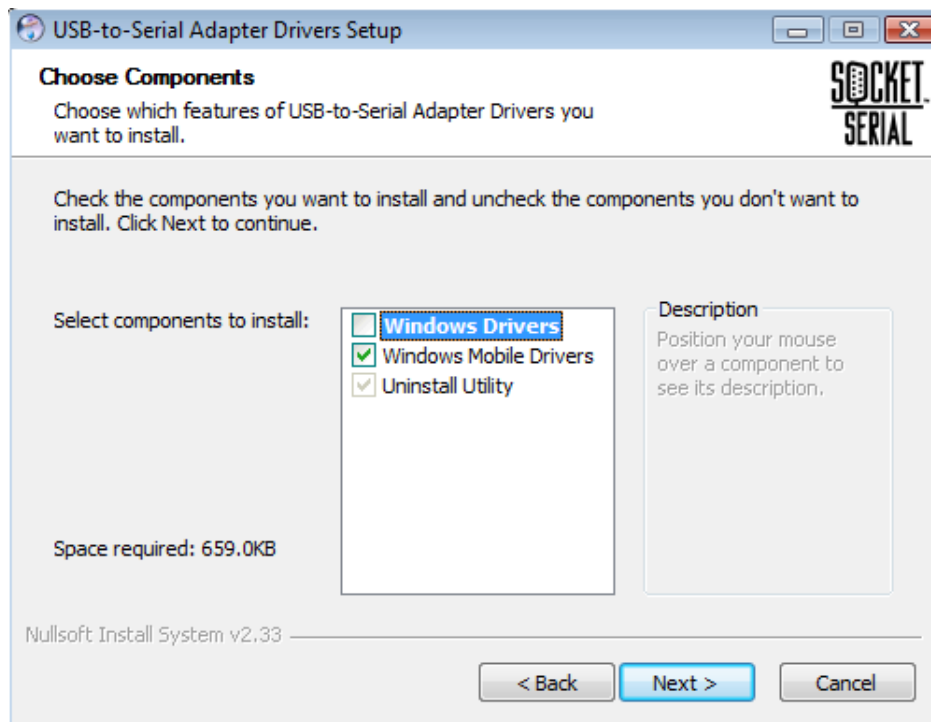 USB-to-Serial Adapter Drivers Setup
Choose Components
Choose which features of USB-to-Serial Adapter Drivers you
want to install.
SOCKET™
SERIAL
Check the components you want to install and uncheck the components you don't want to
install. Click Next to continue.
Select components to install:
Windows Drivers
Windows Mobile Drivers
Uninstall Utility
Description
Position your mouse
over a component to
see its description.
Space required: 659.0KB
Nullsoft Install System v2.33
< Back
Next >
Cancel